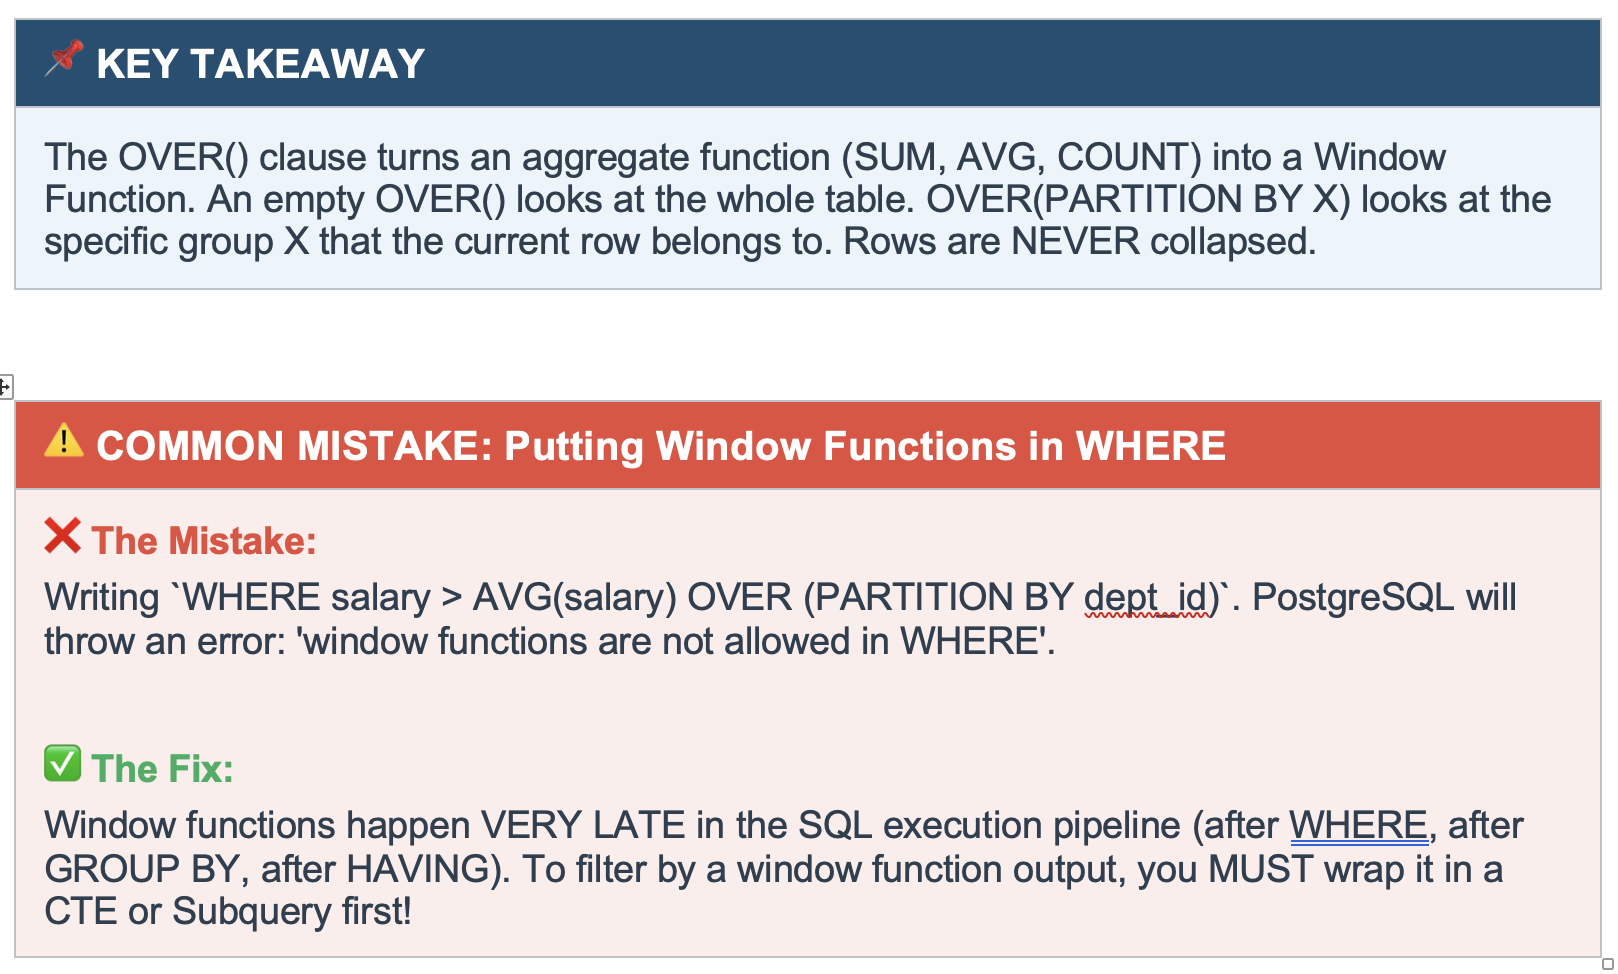 📌 KEY TAKEAWAY
The OVER() clause turns an aggregate function (SUM, AVG, COUNT) into a Window
Function. An empty OVER() looks at the whole table. OVER(PARTITION BY X) looks at the
specific group X that the current row belongs to. Rows are NEVER collapsed.
⚠️ COMMON MISTAKE: Putting Window Functions in WHERE
❌ The Mistake:
Writing `WHERE salary > AVG(salary) OVER (PARTITION BY dept_id)`. PostgreSQL will
throw an error: 'window functions are not allowed in WHERE'.
✅ The Fix:
Window functions happen VERY LATE in the SQL execution pipeline (after WHERE, after
GROUP BY, after HAVING). To filter by a window function output, you MUST wrap it in a
CTE or Subquery first!